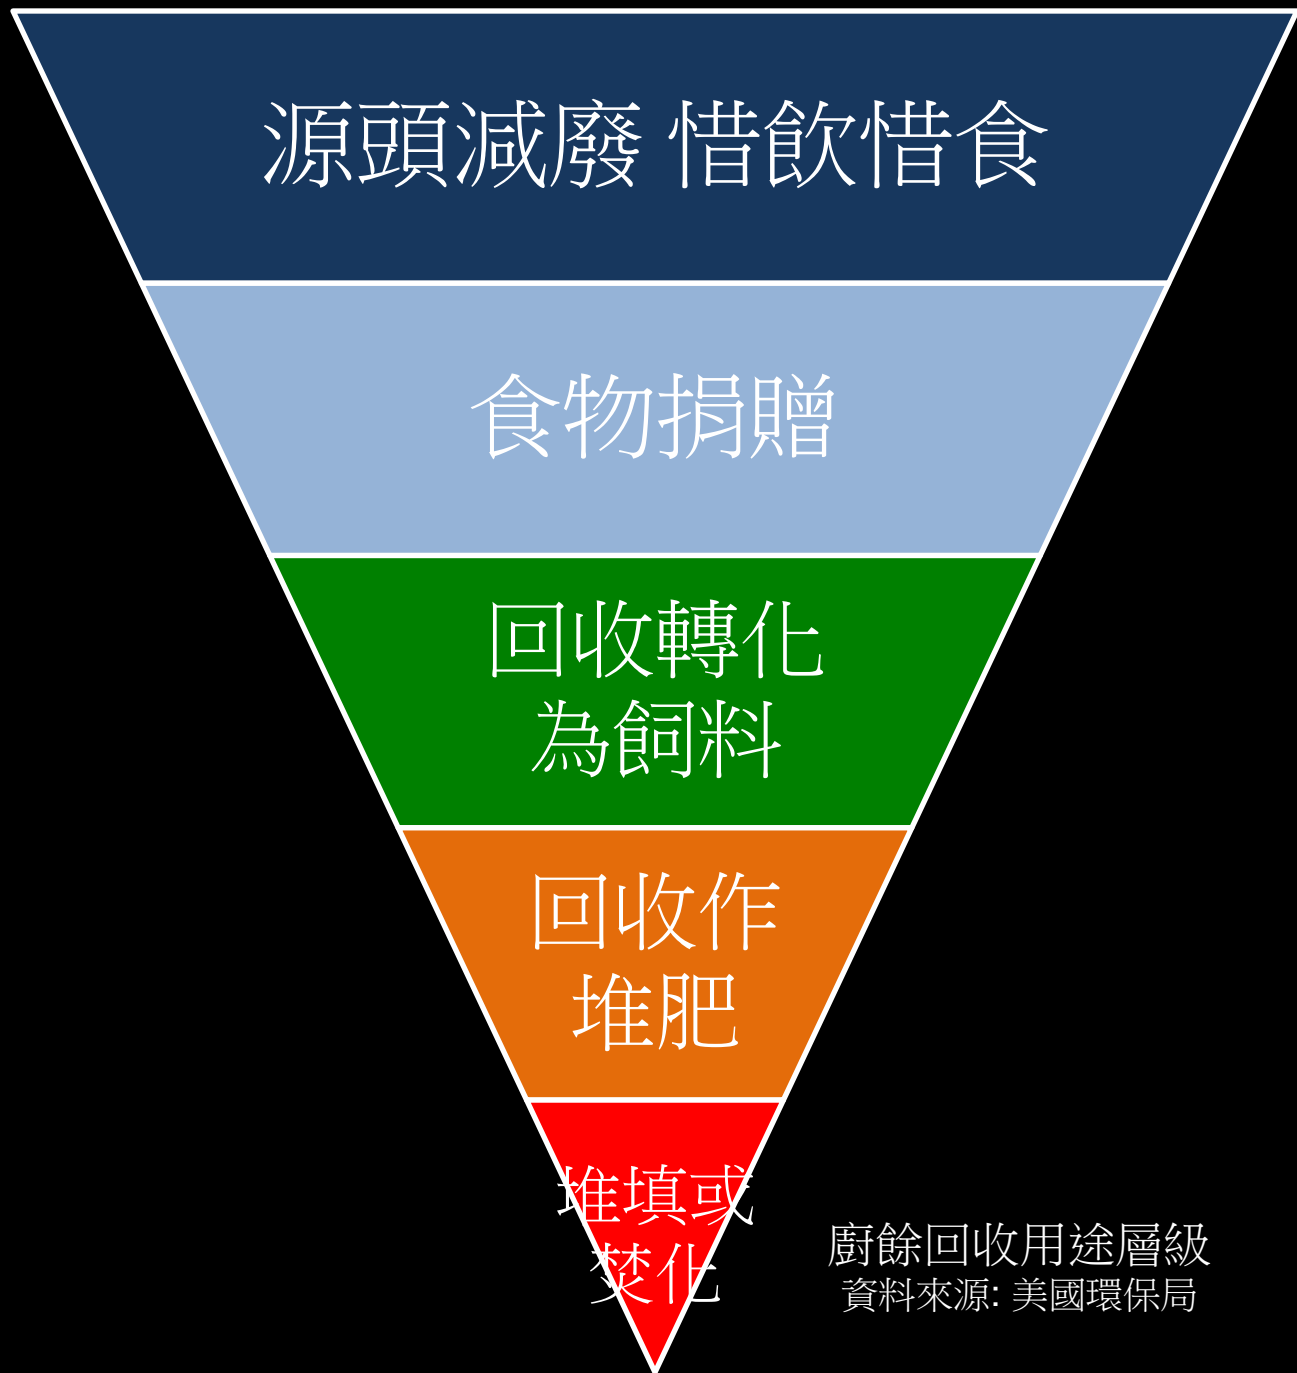 源頭減廢 惜飲惜食
食物捐贈
回收轉化
為飼料
回收作
堆肥
堆填或
焚化
廚餘回收用途層級
資料來源: 美國環保局